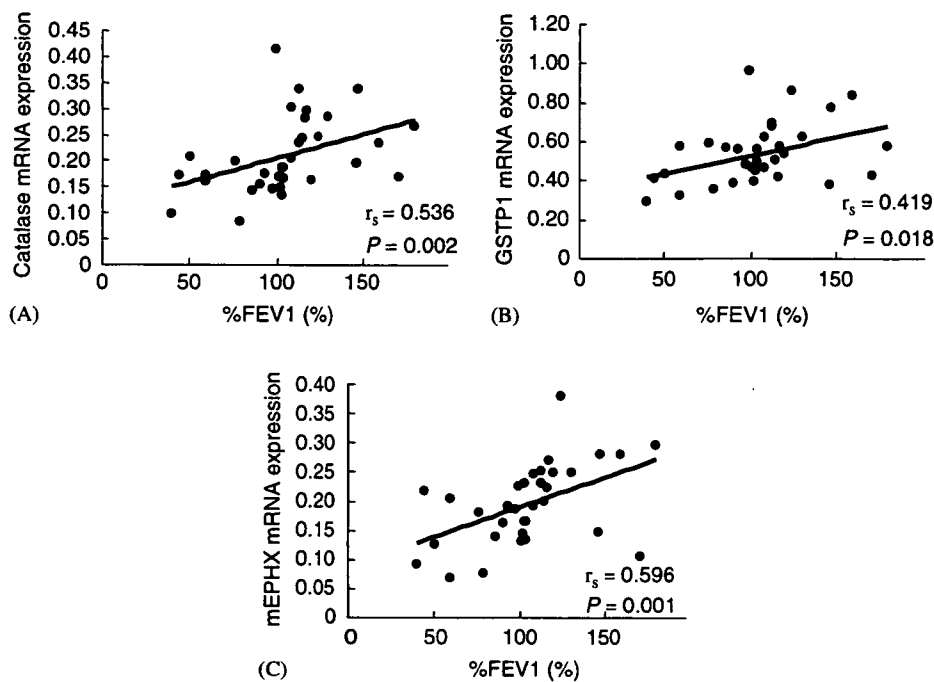 Catalase mRNA expression
0.45
0.40
0.35
0.30
0.25
0.20
0.15
0.10
0.05
0
0 50 100 150
%FEV1 (%)
rs = 0.536
P = 0.002
(A)
GSTP1 mRNA expression
1.20
1.00
0.80
0.60
0.40
0.20
0
0 50 100 150
%FEV1 (%)
rs = 0.419
P = 0.018
(B)
mEPHX mRNA expression
0.40
0.35
0.30
0.25
0.20
0.15
0.10
0.05
0
0 50 100 150
%FEV1 (%)
rs = 0.596
P = 0.001
(C)